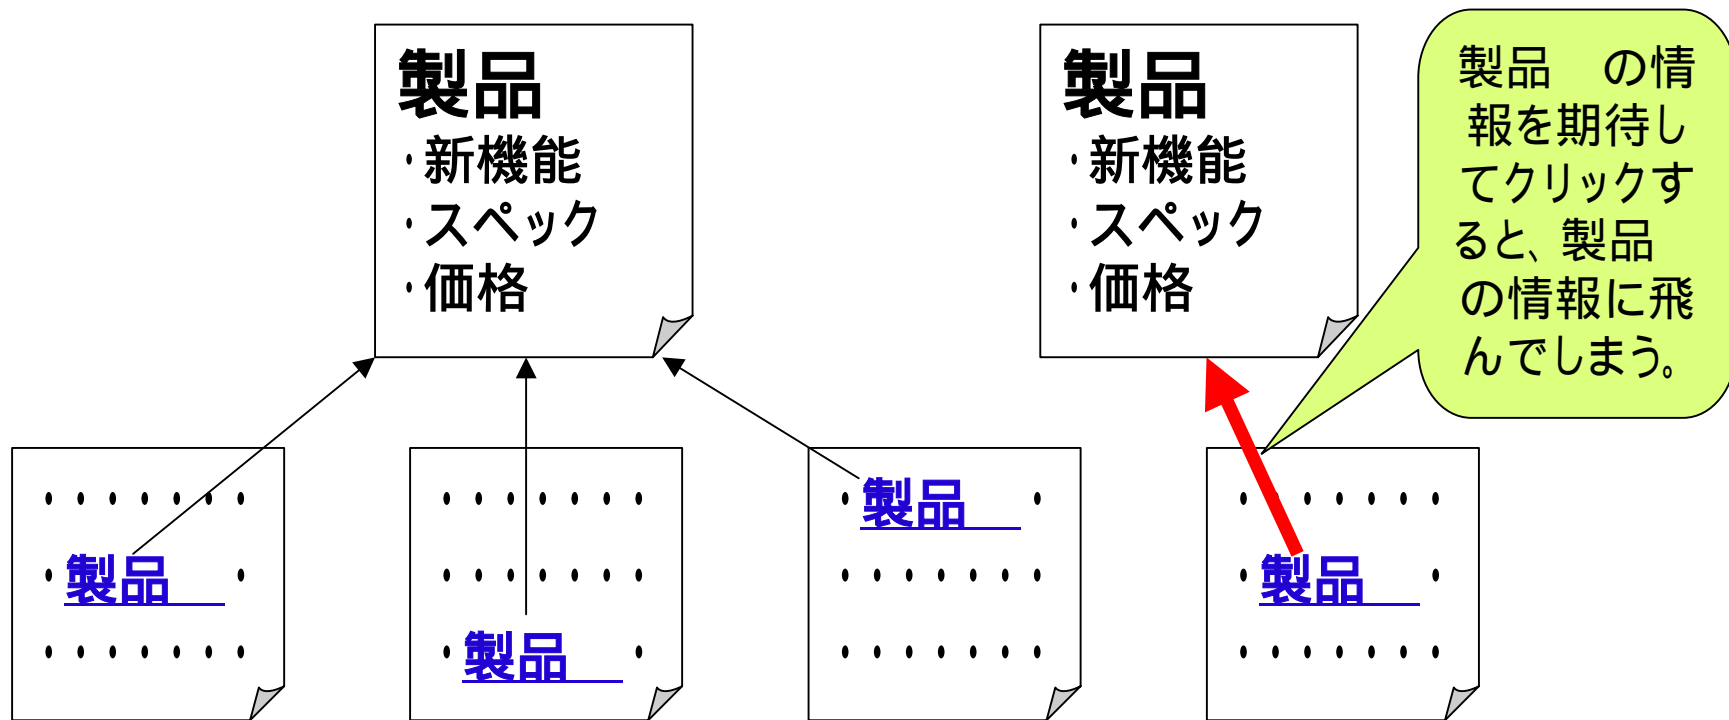 製品
・新機能
・スペック
・価格
製品
・新機能
・スペック
・価格
製品　の情
報を期待し
てクリックす
ると、製品
の情報に飛
んでしまう。
・・・・・・・
・製品　・
・・・・・・・
・・・・・・・
・・・・・・・
・製品　・
・製品　・
・・・・・・・
・・・・・・・
・・・・・・・
・製品　・
・・・・・・・